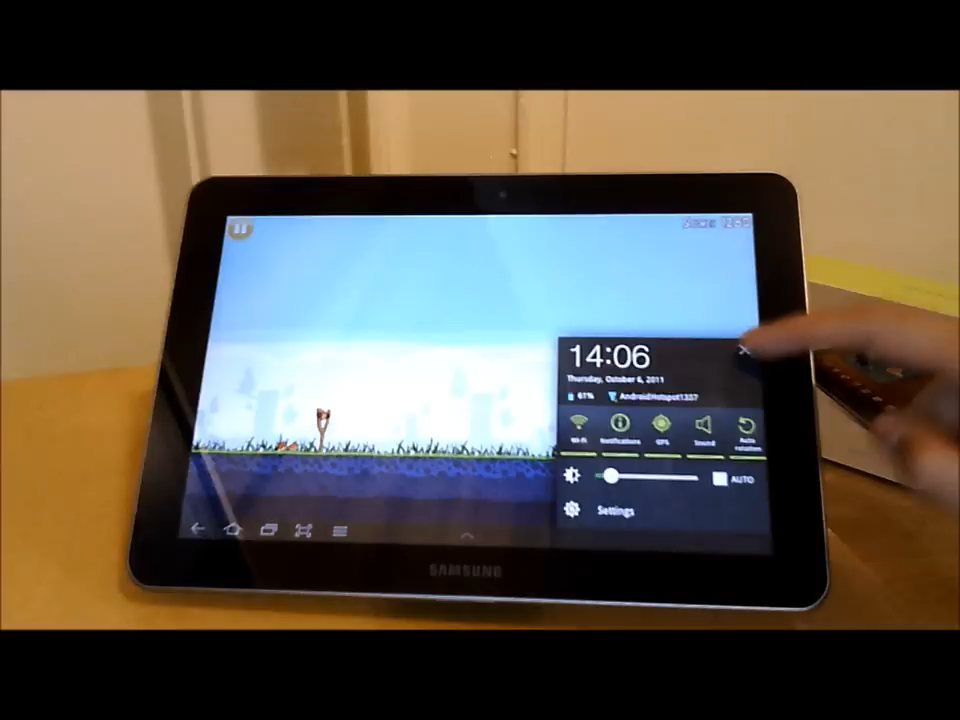 14:06
Thursday, October 6, 2011
61% AndroidHotspot1337
Wi-Fi Notifications GPS Sound Auto rotation
AUTO
Settings
SAMSUNG